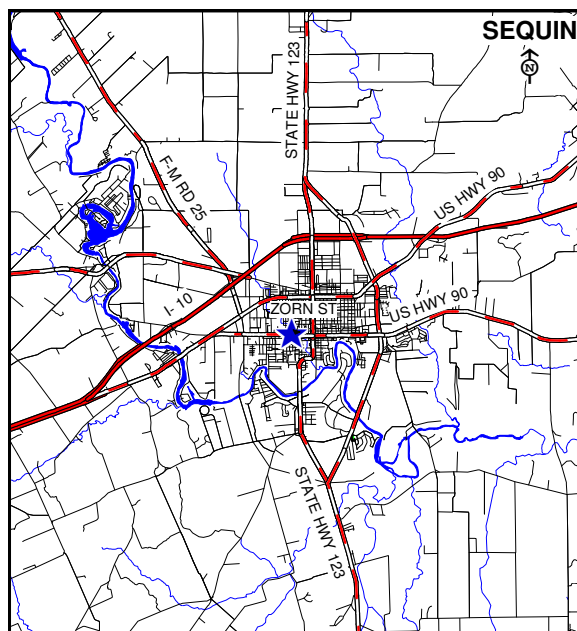 SEQUIN
N
STATE HWY 123
F-M RD 25
US HWY 90
I-10
ZORN ST
US HWY 90
STATE HWY 123